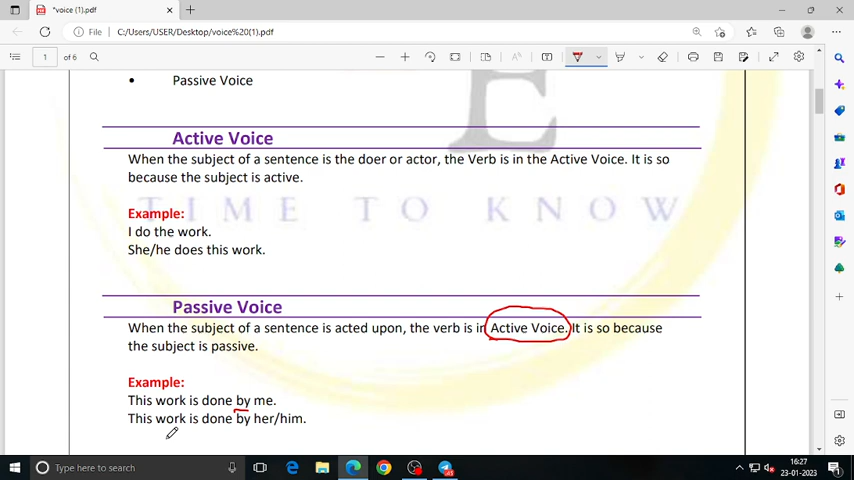 *voice (1).pdf
File
C:/Users/USER/Desktop/voice%20(1).pdf
1
of 6
• Passive Voice
Active Voice
When the subject of a sentence is the doer or actor, the Verb is in the Active Voice. It is so
because the subject is active.
TIME TO KNOW
Example:
I do the work.
She/he does this work.
Passive Voice
When the subject of a sentence is acted upon, the verb is in Active Voice. It is so because
the subject is passive.
Example:
This work is done by me.
This work is done by her/him.
Type here to search
16:27
23-01-2023